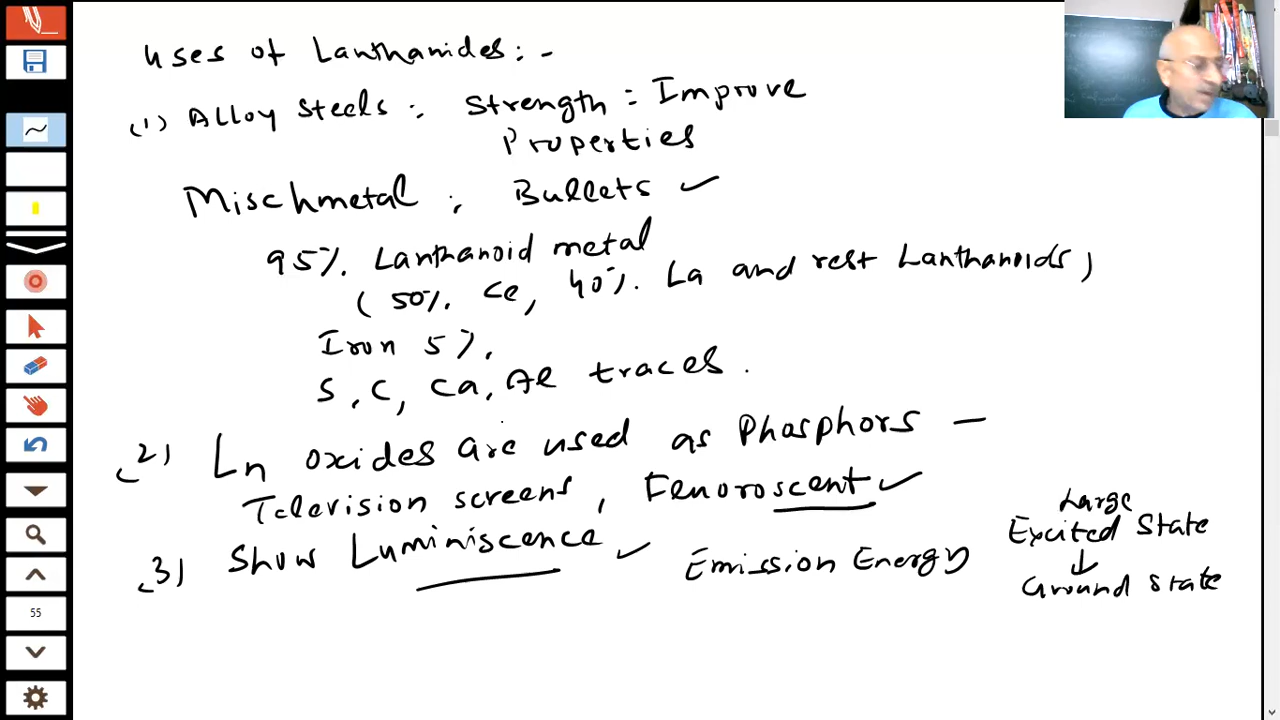 Uses of Lanthanides: -
(1) Alloy Steels : Strength : Improve
Properties
Mischmetal : Bullets ✓
95%. Lanthanoid metal
( 50%. Ce, 40%. La and rest Lanthanoids)
Iron 5%.
S, C, Ca, Al traces.
(2) Ln oxides are used as Phosphors -
Television screens, Fluoroscent ✓
(3) Show Luminiscence ✓ Emission Energy
Large
Excited State
↓
Ground State
55